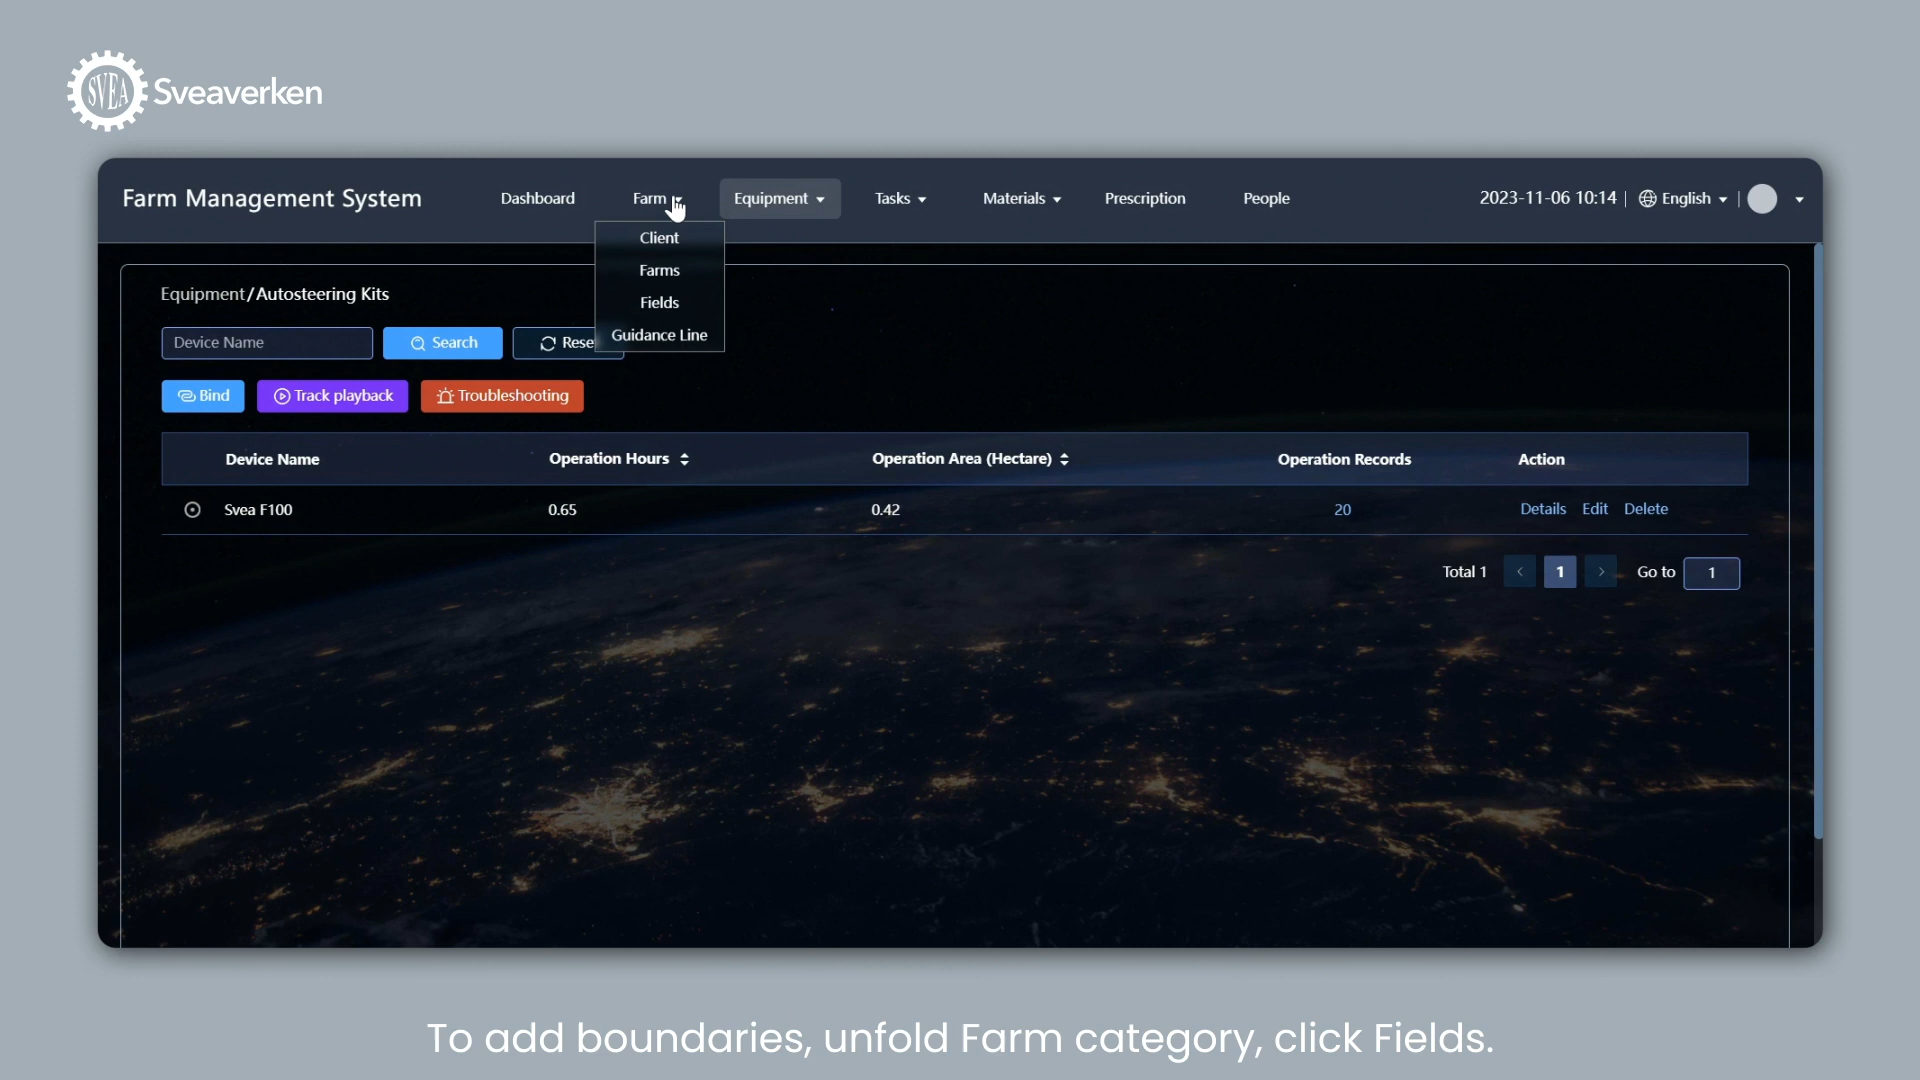 SVEA Sveaverken
Farm Management System Dashboard Farm Equipment Tasks Materials Prescription People 2023-11-06 10:14 | English |
Client
Farms
Fields
Guidance Line
Equipment/Autosteering Kits
Device Name Search Rese
Bind Track playback Troubleshooting
Device Name Operation Hours Operation Area (Hectare) Operation Records Action
Svea F100 0.65 0.42 20 Details Edit Delete
Total 1 < 1 > Go to 1
To add boundaries, unfold Farm category, click Fields.